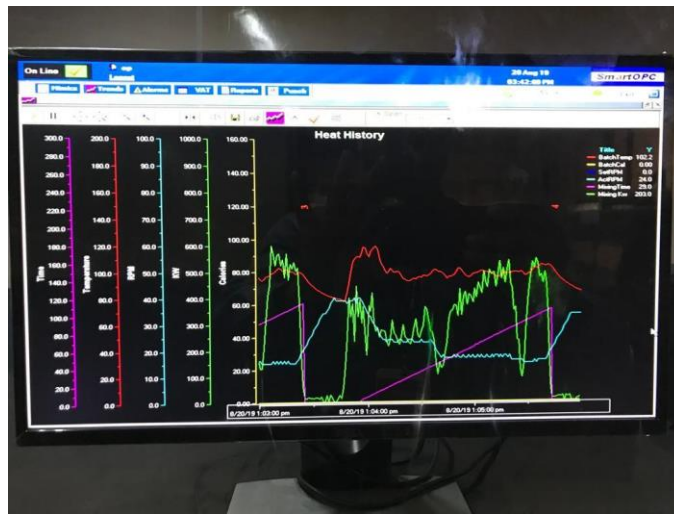 On Line
20 Aug 19
03:42:00 PM
SmartOPC
Mimics Trends Alarms VAT Reports Punch
Heat History
300.0 200.0 100.0 1000.0 160.00
280.0
260.0 180.0 90.0 900.0
240.0 160.0 80.0 800.0
220.0
200.0 140.0 70.0 700.0
180.0 120.0 60.0 600.0
160.0
140.0 100.0 50.0 500.0
120.0 80.0 40.0 400.0
100.0
80.0 60.0 30.0 300.0
60.0 40.0 20.0 200.0
40.0
20.0 20.0 10.0 100.0
0.0 0.0 0.0 0.0
140.00
120.00
100.00
80.00
60.00
40.00
20.00
0.00
Time
Temperature
RPM
KW
Calories
3
4
Title Y
BatchTemp 102.2
BatchCal 0.00
SetRPM 0.0
ActRPM 24.0
MixingTime 29.0
Mixing Kw 203.0
8/20/19 1:03:00 pm 8/20/19 1:04:00 pm 8/20/19 1:05:00 pm